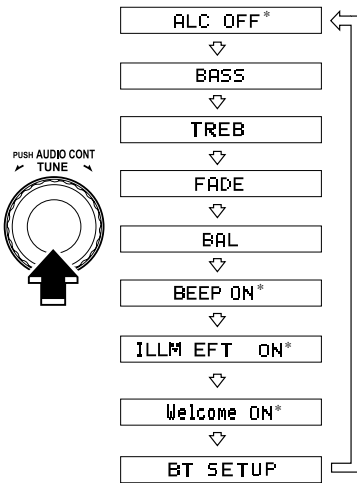 ALC OFF*
BASS
TREB
PUSH AUDIO CONT
TUNE
FADE
BAL
BEEP ON*
ILLM EFT ON*
Welcome ON*
BT SETUP